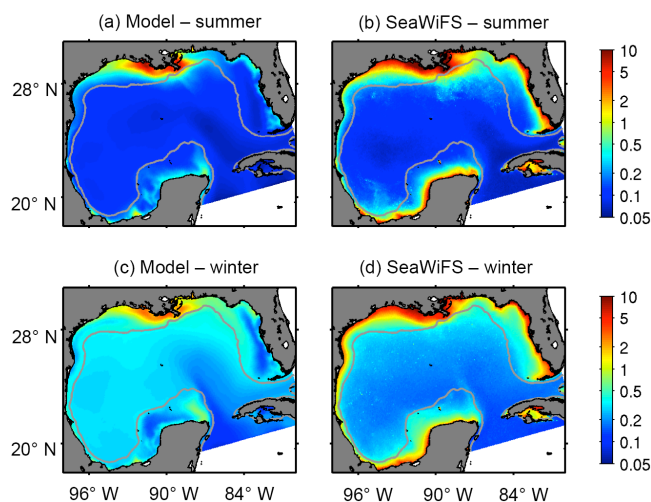 (a) Model – summer
(b) SeaWiFS – summer
28° N
20° N
10
5
2
1
0.5
0.2
0.1
0.05
(c) Model – winter
(d) SeaWiFS – winter
28° N
20° N
96° W 90° W 84° W
96° W 90° W 84° W
10
5
2
1
0.5
0.2
0.1
0.05